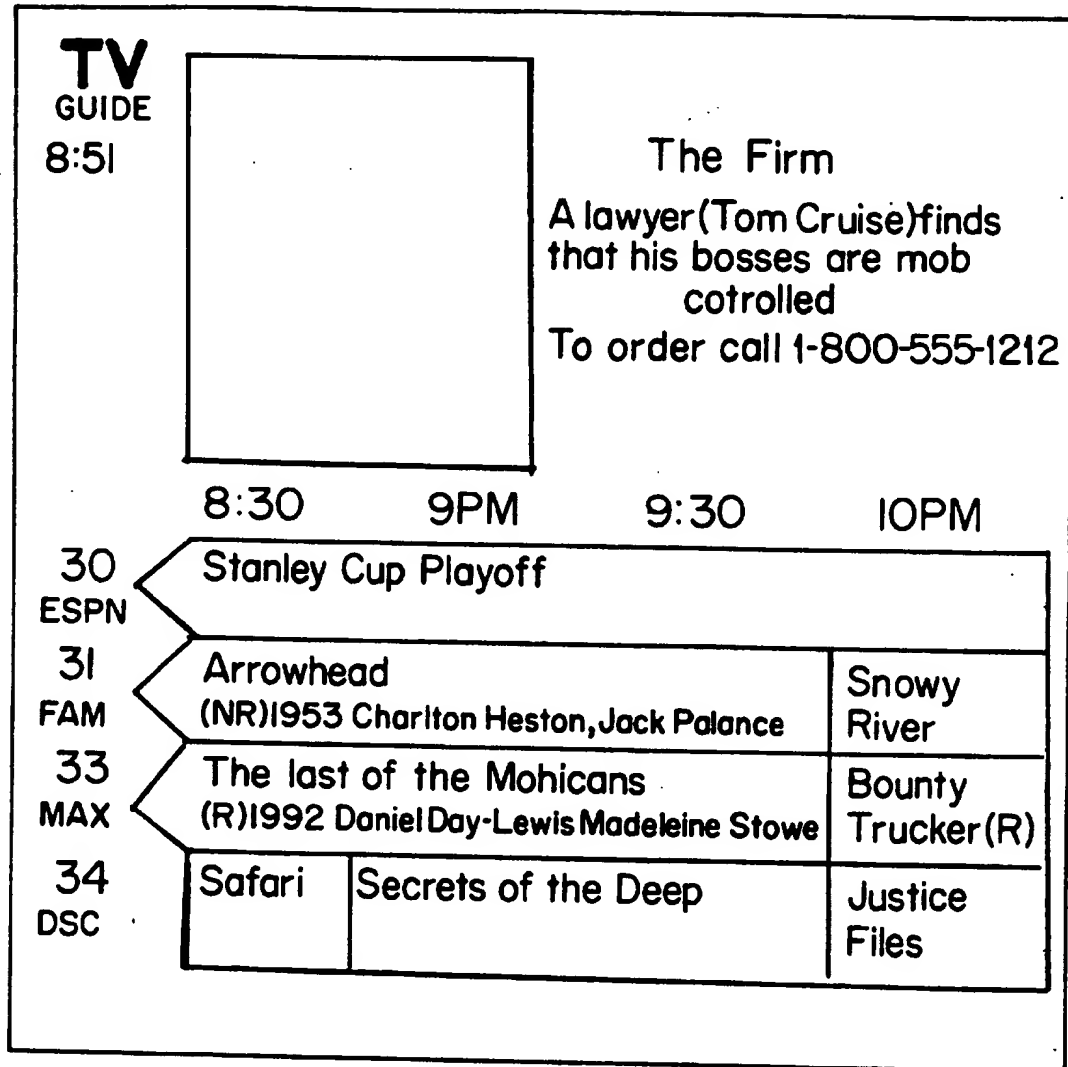 TV
GUIDE
8:51
The Firm
A lawyer(Tom Cruise)finds
that his bosses are mob
cotrolled
To order call 1-800-555-1212
8:30 9PM 9:30 10PM
30
ESPN
Stanley Cup Playoff
31
FAM
Arrowhead
(NR)1953 Charlton Heston,Jack Palance
Snowy
River
33
MAX
The last of the Mohicans
(R)1992 Daniel Day-Lewis Madeleine Stowe
Bounty
Trucker(R)
34
DSC
Safari
Secrets of the Deep
Justice
Files